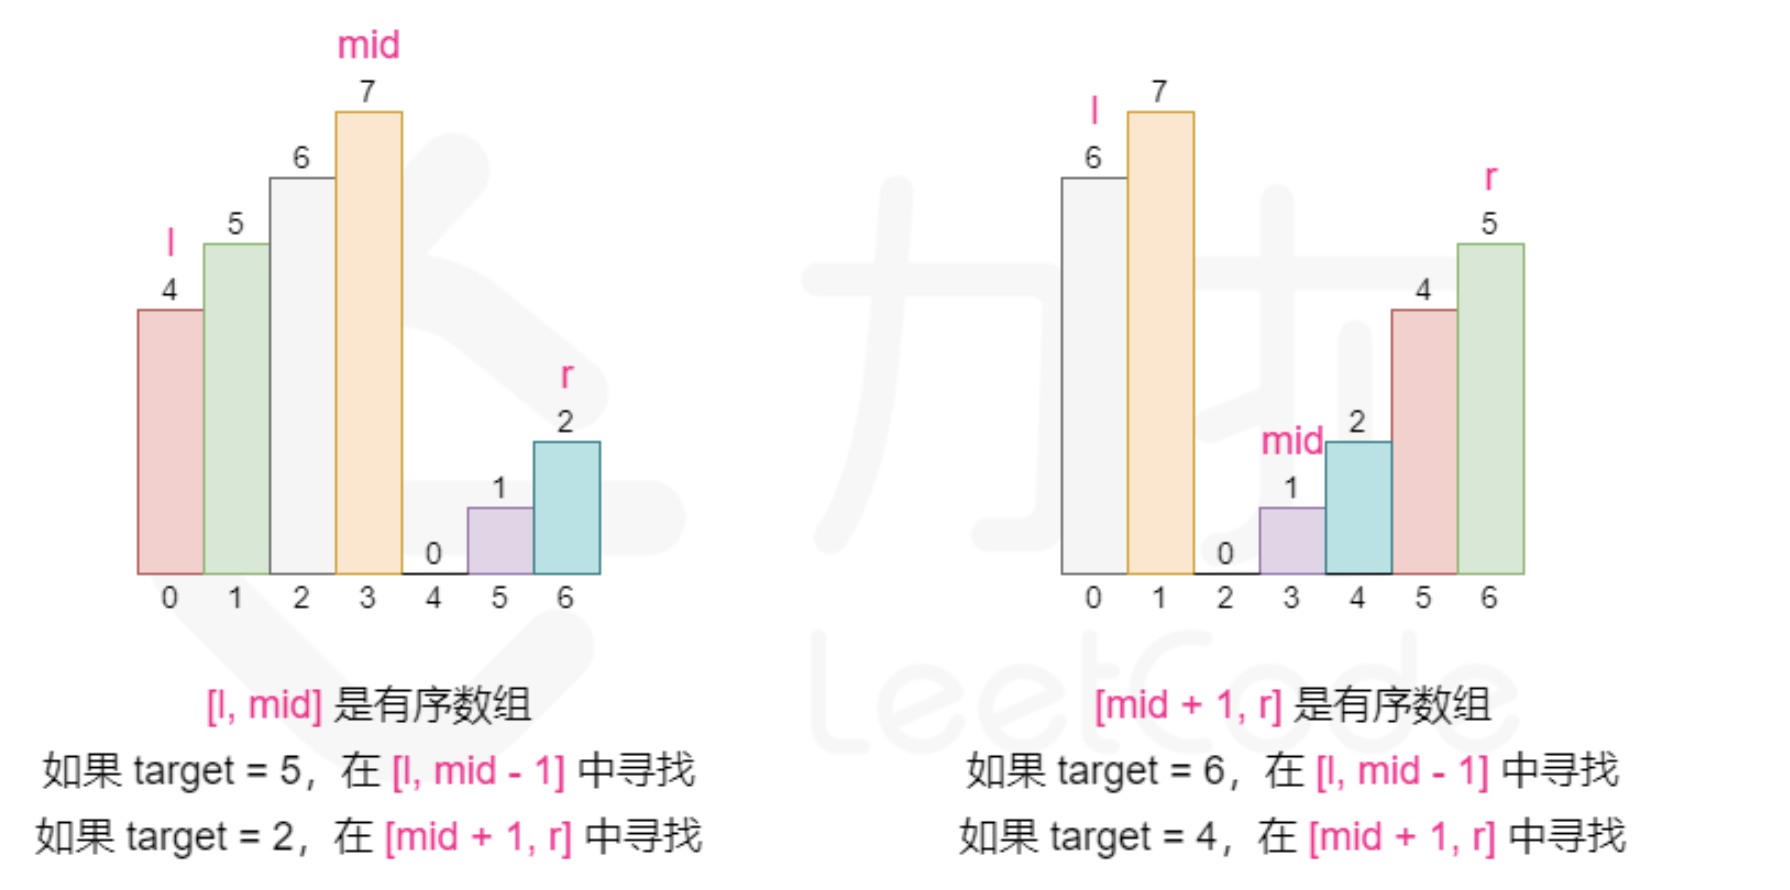 mid
7
6
5
l
4
r
2
1
0
0 1 2 3 4 5 6
[l, mid] 是有序数组
如果 target = 5，在 [l, mid - 1] 中寻找
如果 target = 2，在 [mid + 1, r] 中寻找
7
l
6
r
5
4
2
mid
1
0
0 1 2 3 4 5 6
[mid + 1, r] 是有序数组
如果 target = 6，在 [l, mid - 1] 中寻找
如果 target = 4，在 [mid + 1, r] 中寻找
力扣
LeetCode